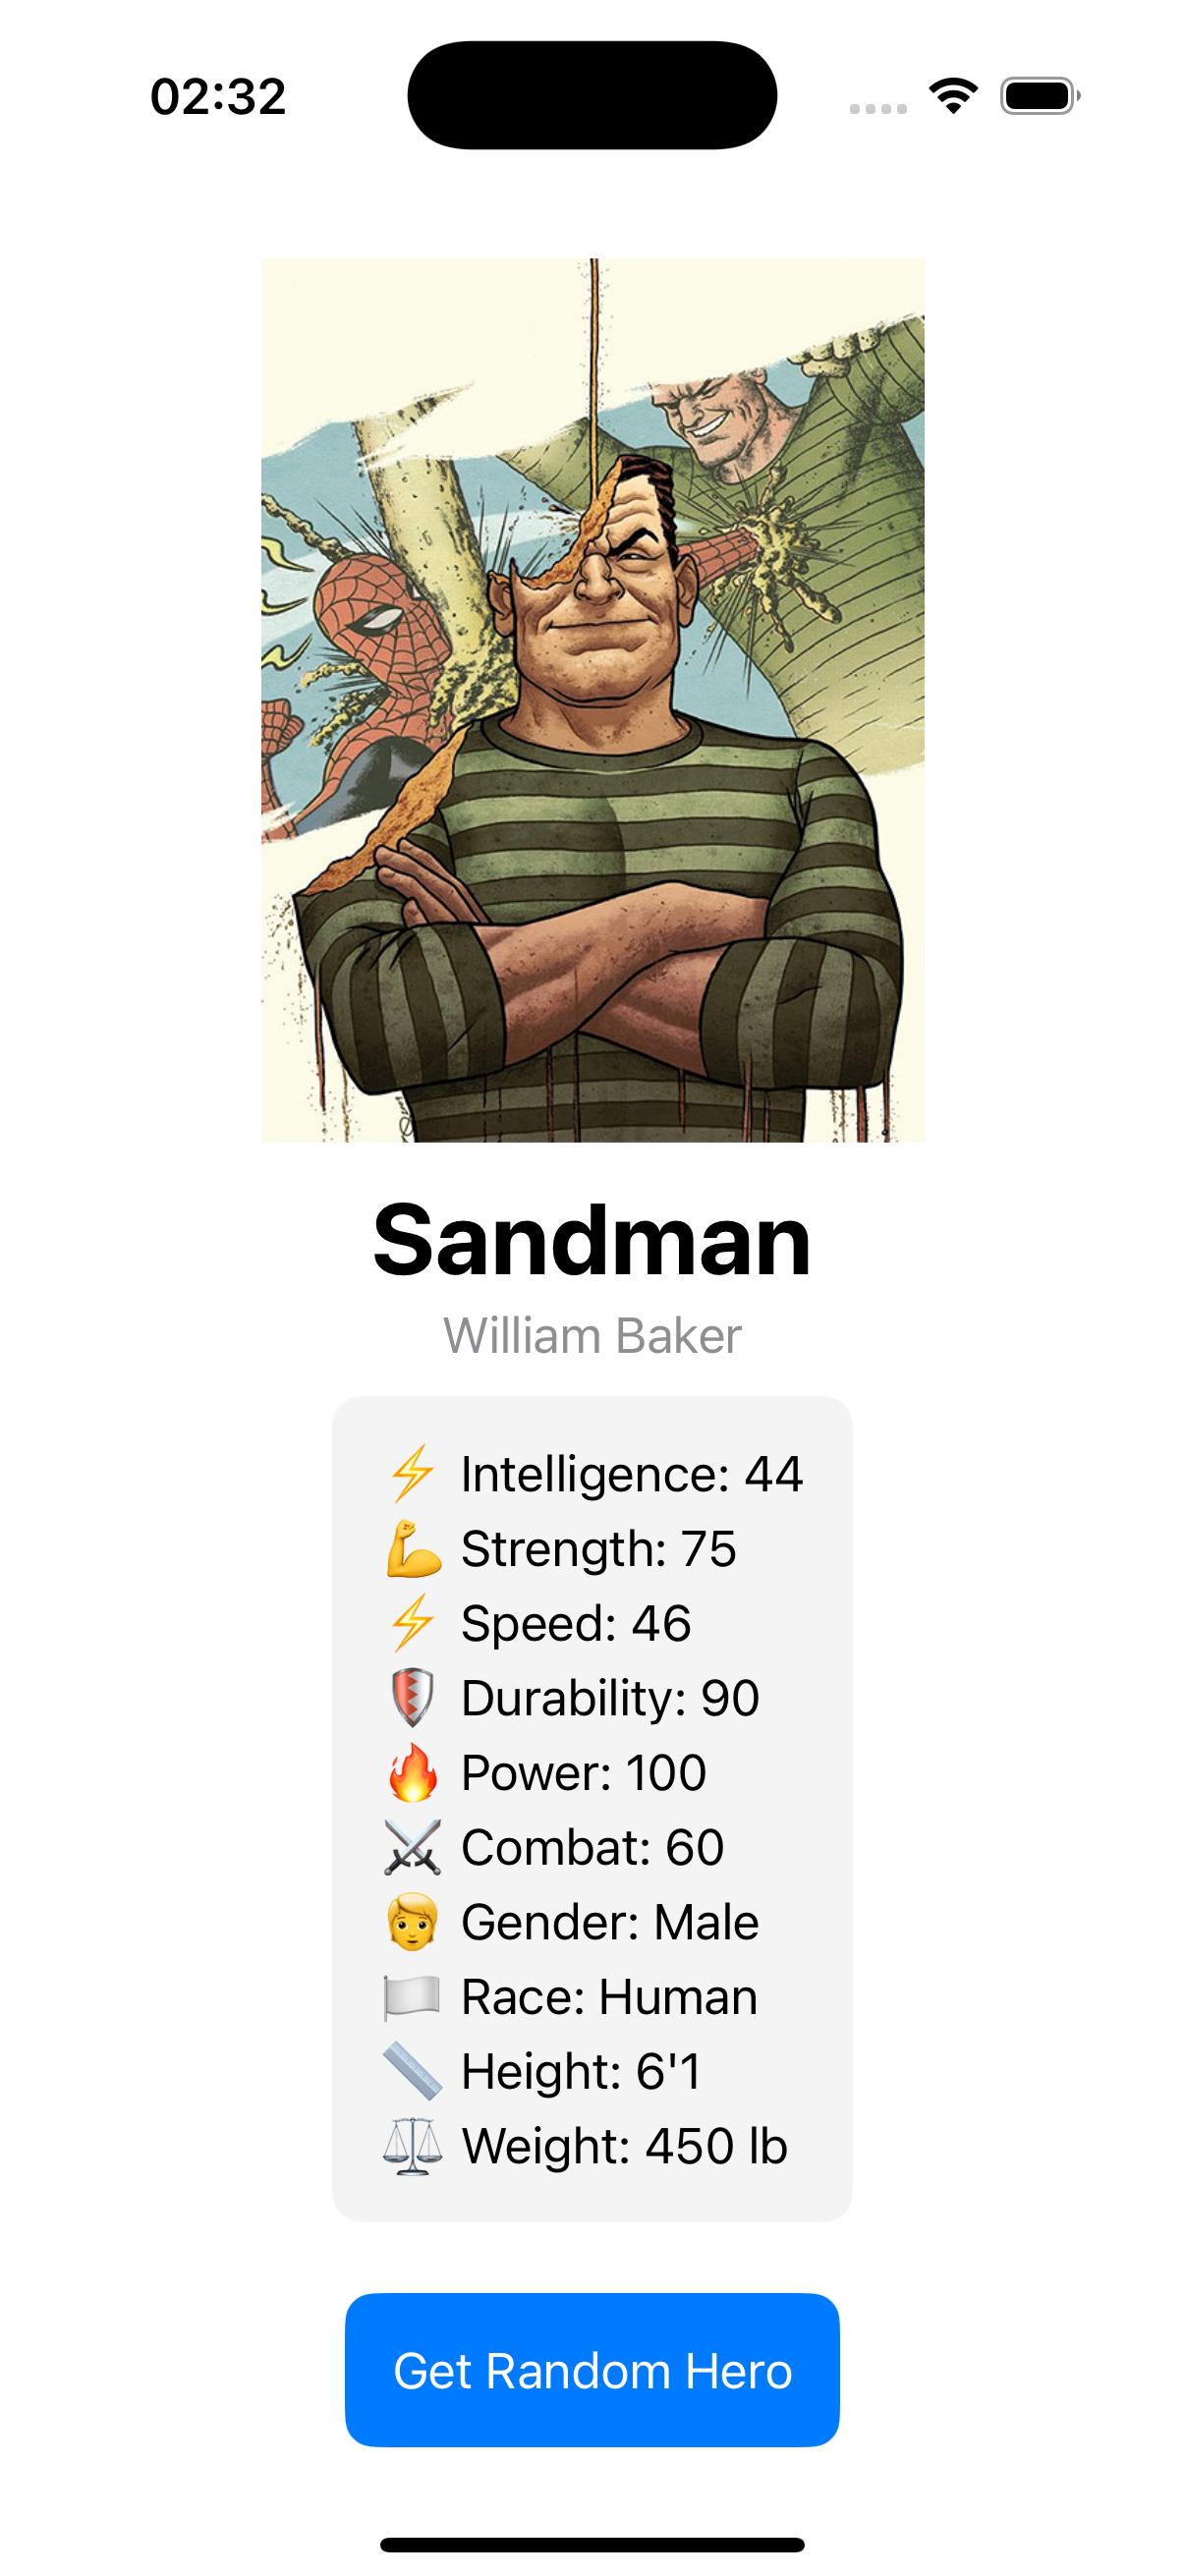 02:32
Sandman
William Baker
⚡ Intelligence: 44
💪 Strength: 75
⚡ Speed: 46
🛡️ Durability: 90
🔥 Power: 100
⚔️ Combat: 60
🧑 Gender: Male
🏳️ Race: Human
📏 Height: 6'1
⚖️ Weight: 450 lb
Get Random Hero